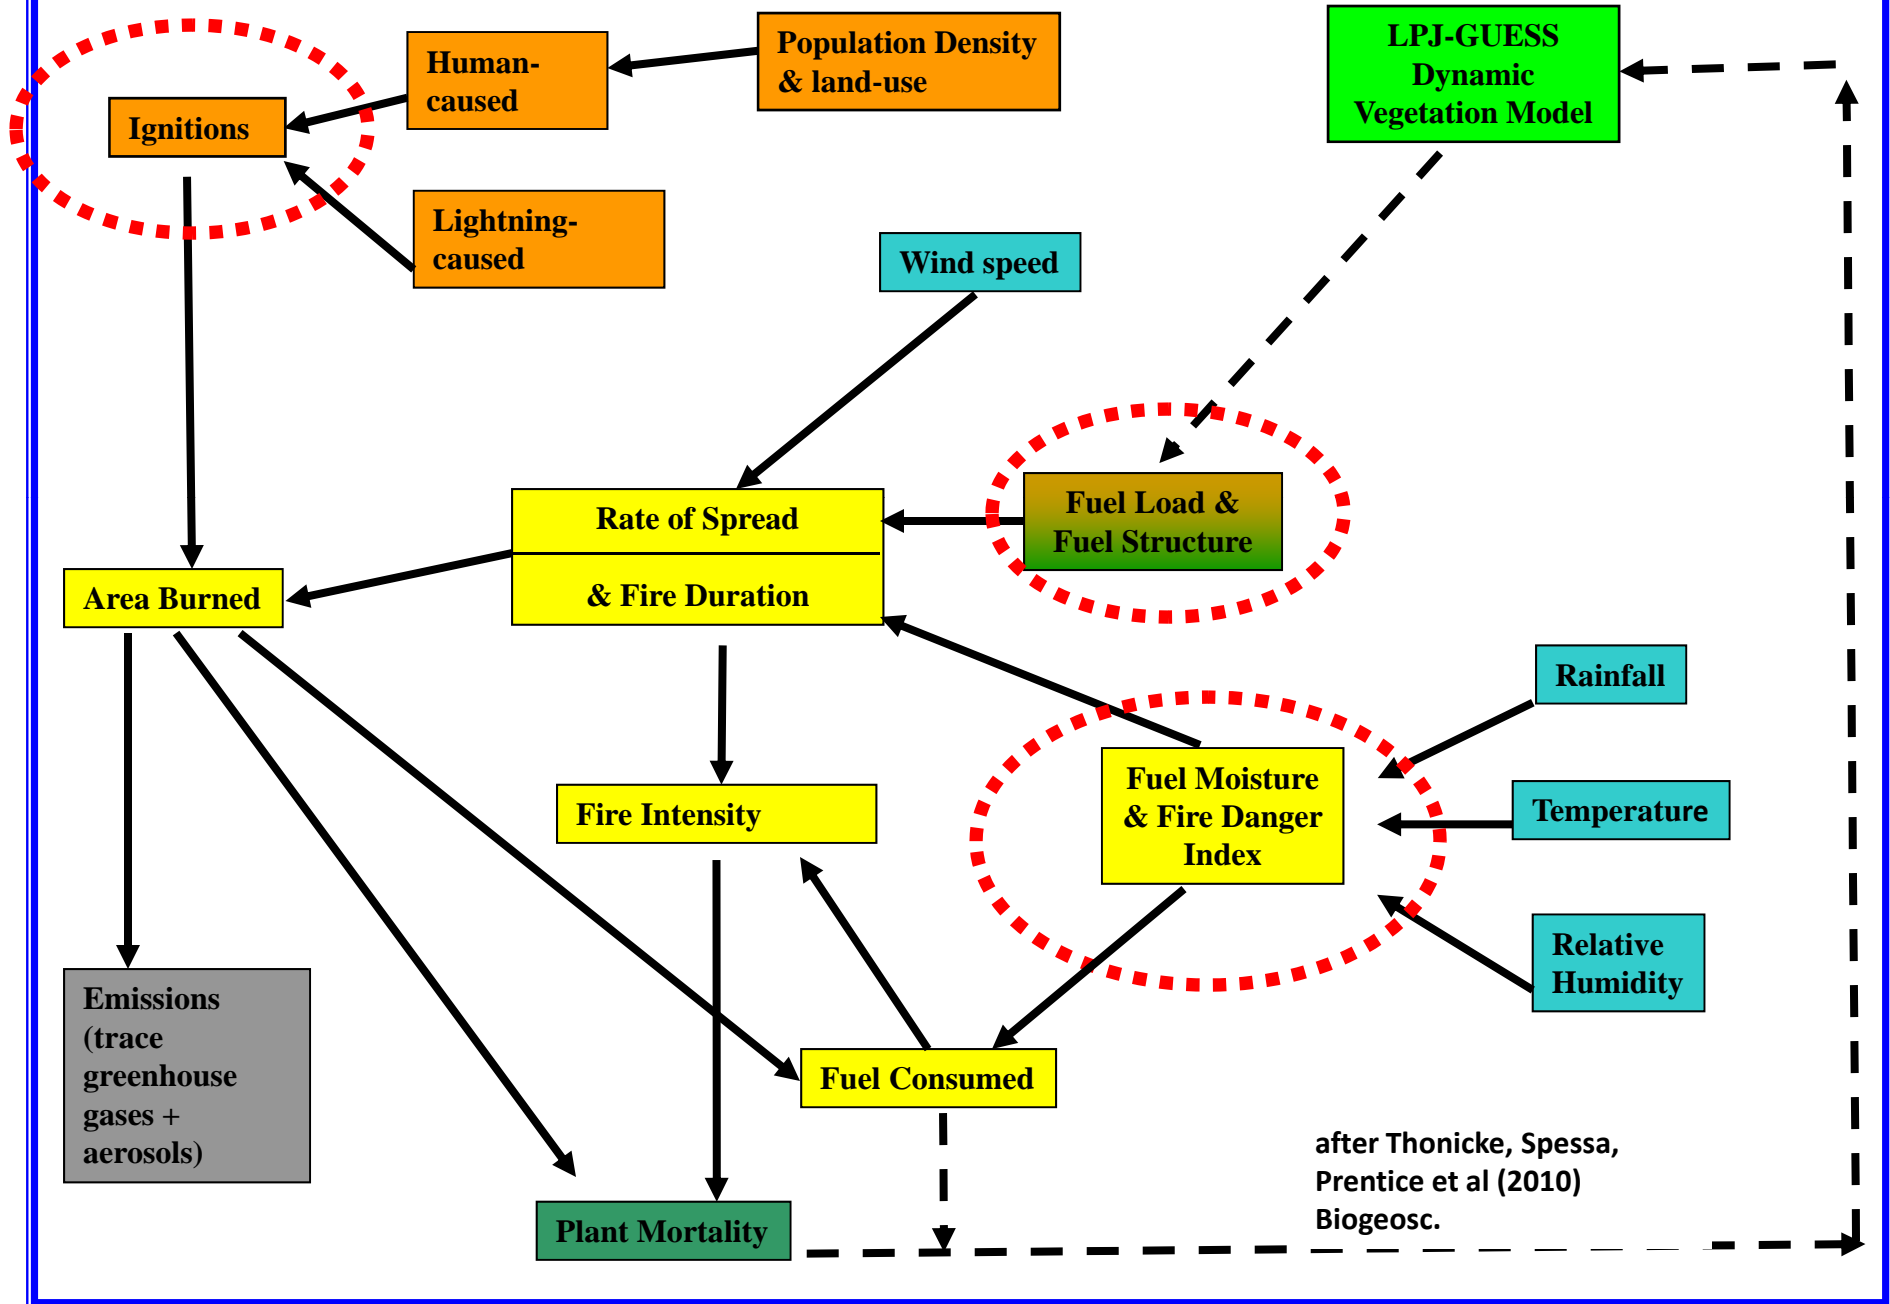 Human-
caused
Population Density
& land-use
LPJ-GUESS
Dynamic
Vegetation Model
Ignitions
Lightning-
caused
Wind speed
Rate of Spread
& Fire Duration
Fuel Load &
Fuel Structure
Area Burned
Rainfall
Fire Intensity
Fuel Moisture
& Fire Danger
Index
Temperature
Relative
Humidity
Emissions
(trace
greenhouse
gases +
aerosols)
Fuel Consumed
Plant Mortality
after Thonicke, Spessa,
Prentice et al (2010)
Biogeosc.